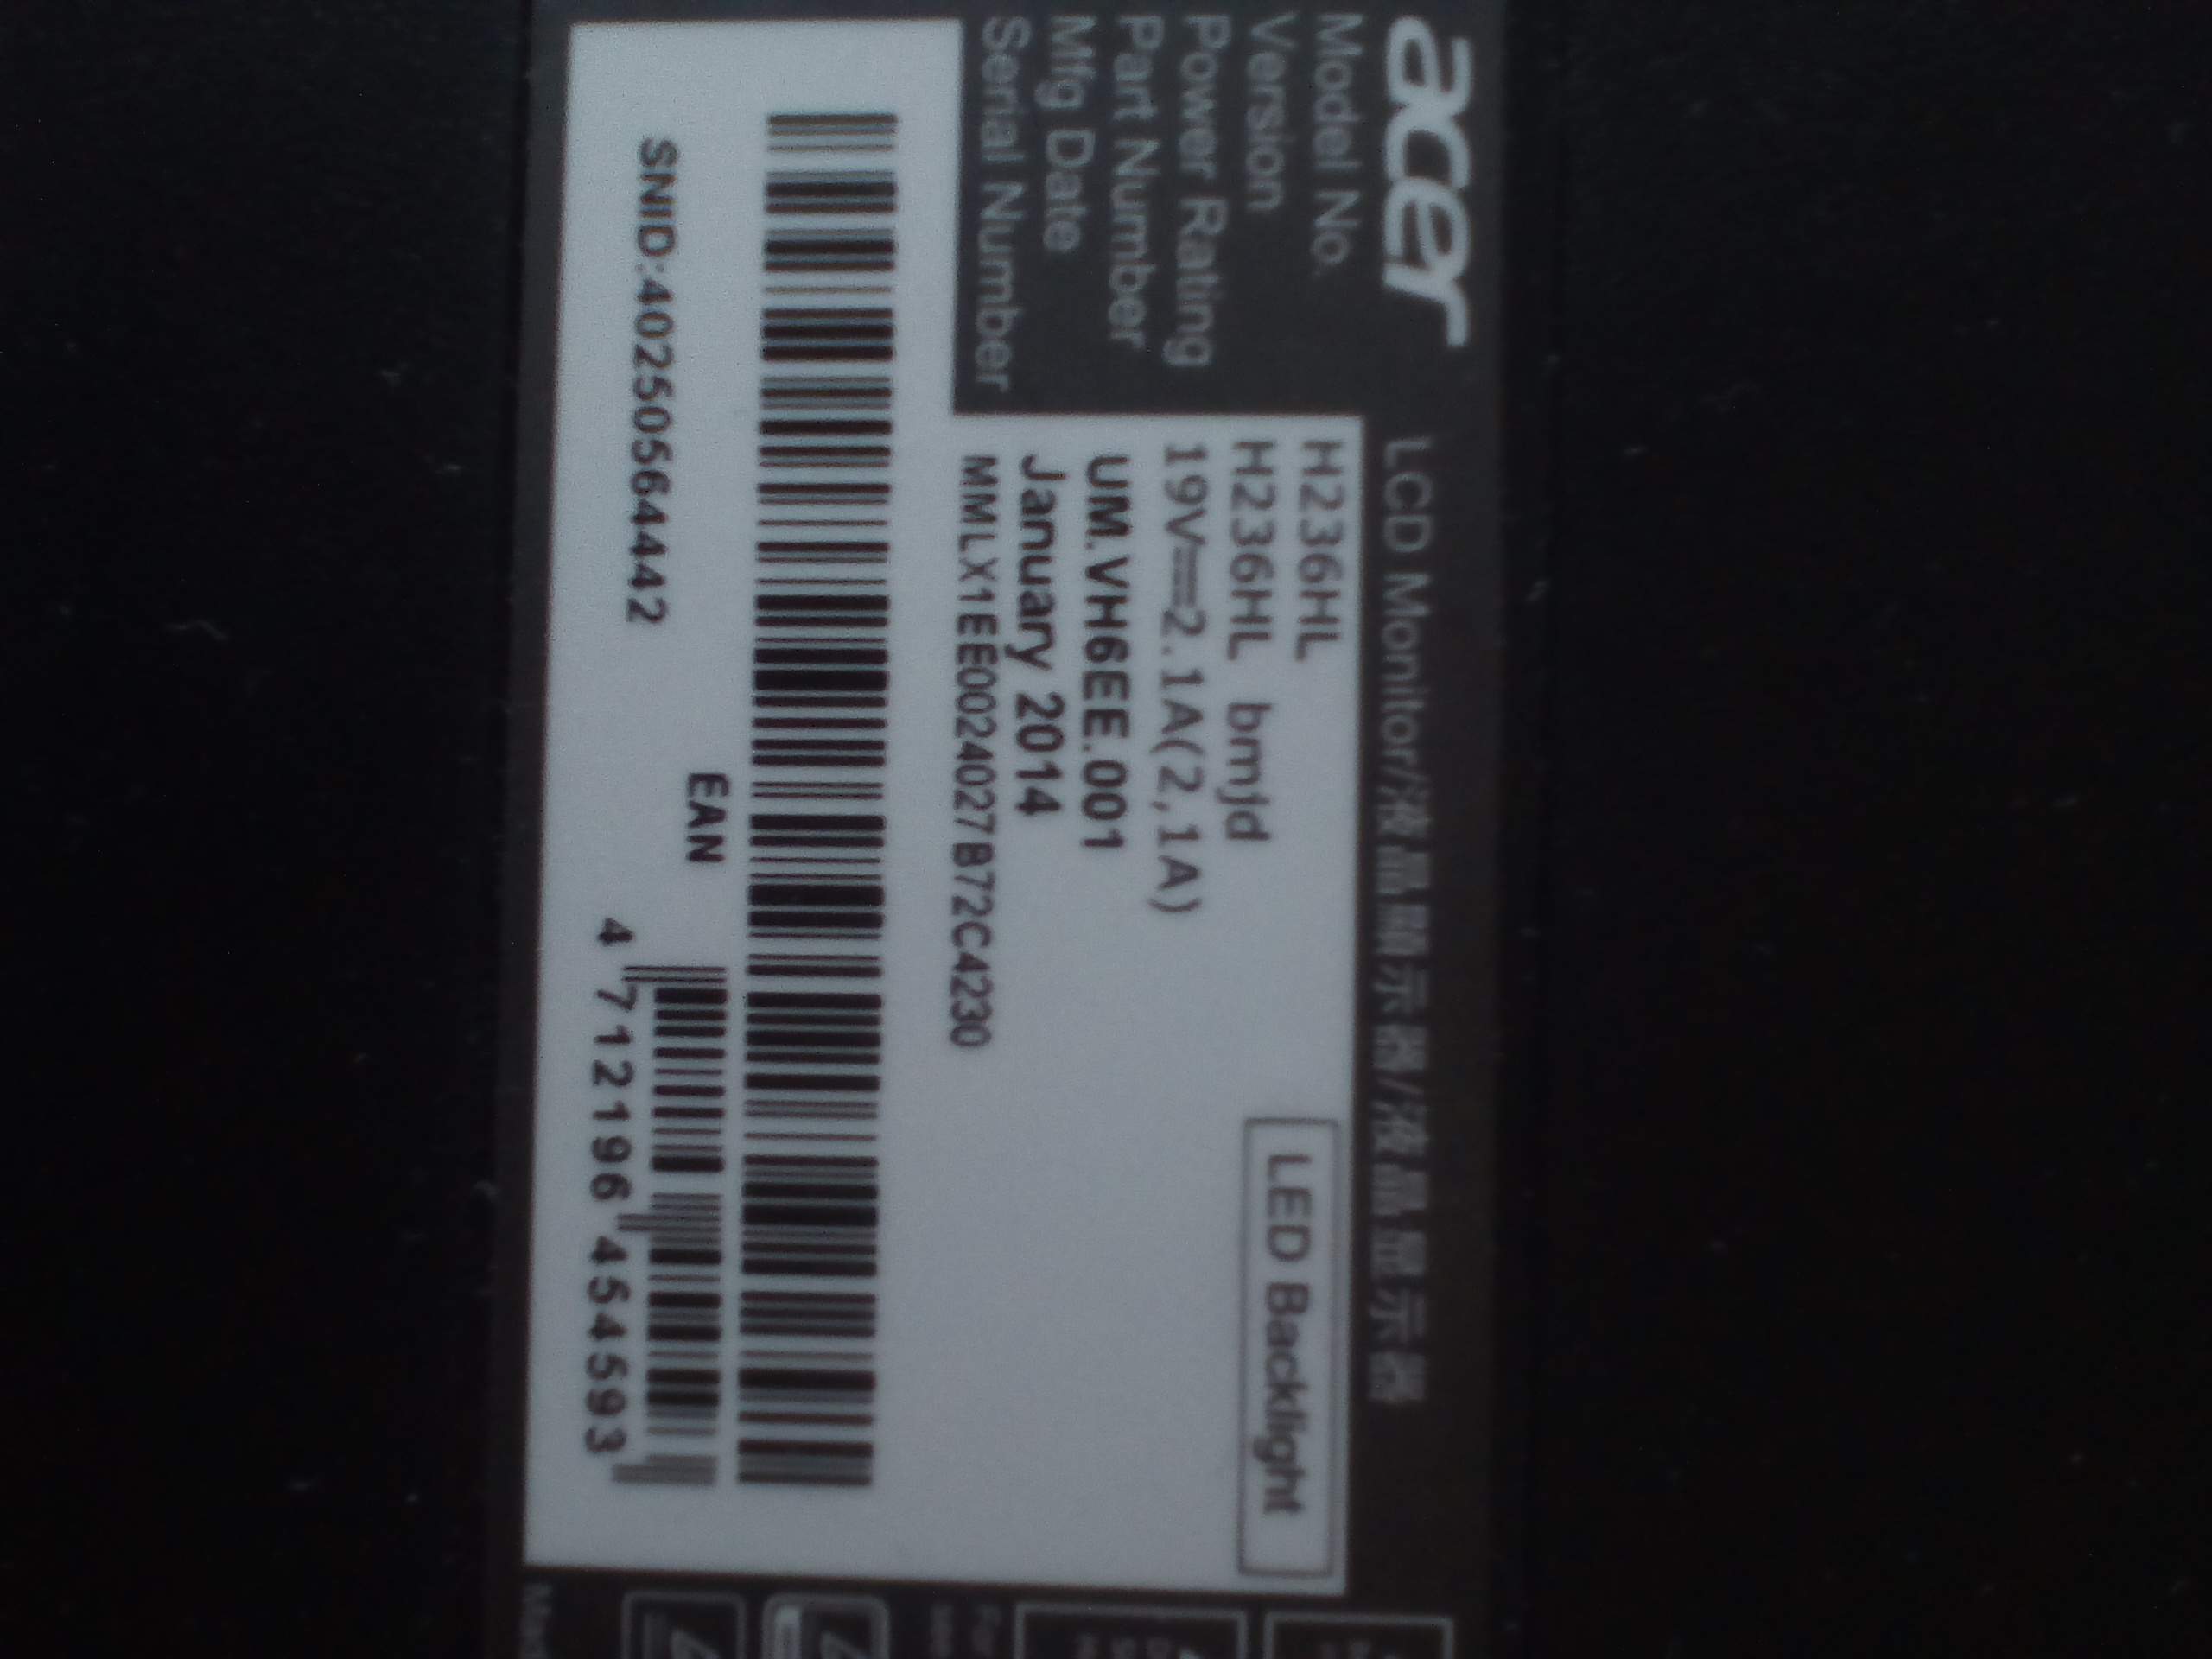 acer LCD Monitor/液晶顯示器/液晶显示器
Model No. H236HL
Version H236HL bmjd
Power Rating 19V⎓2.1A(2,1A)
Part Number UM.VH6EE.001
Mfg Date January 2014
Serial Number MMLX1EE0024027B72C4230
LED Backlight
SNID:40250564442
EAN
4 712196 454593